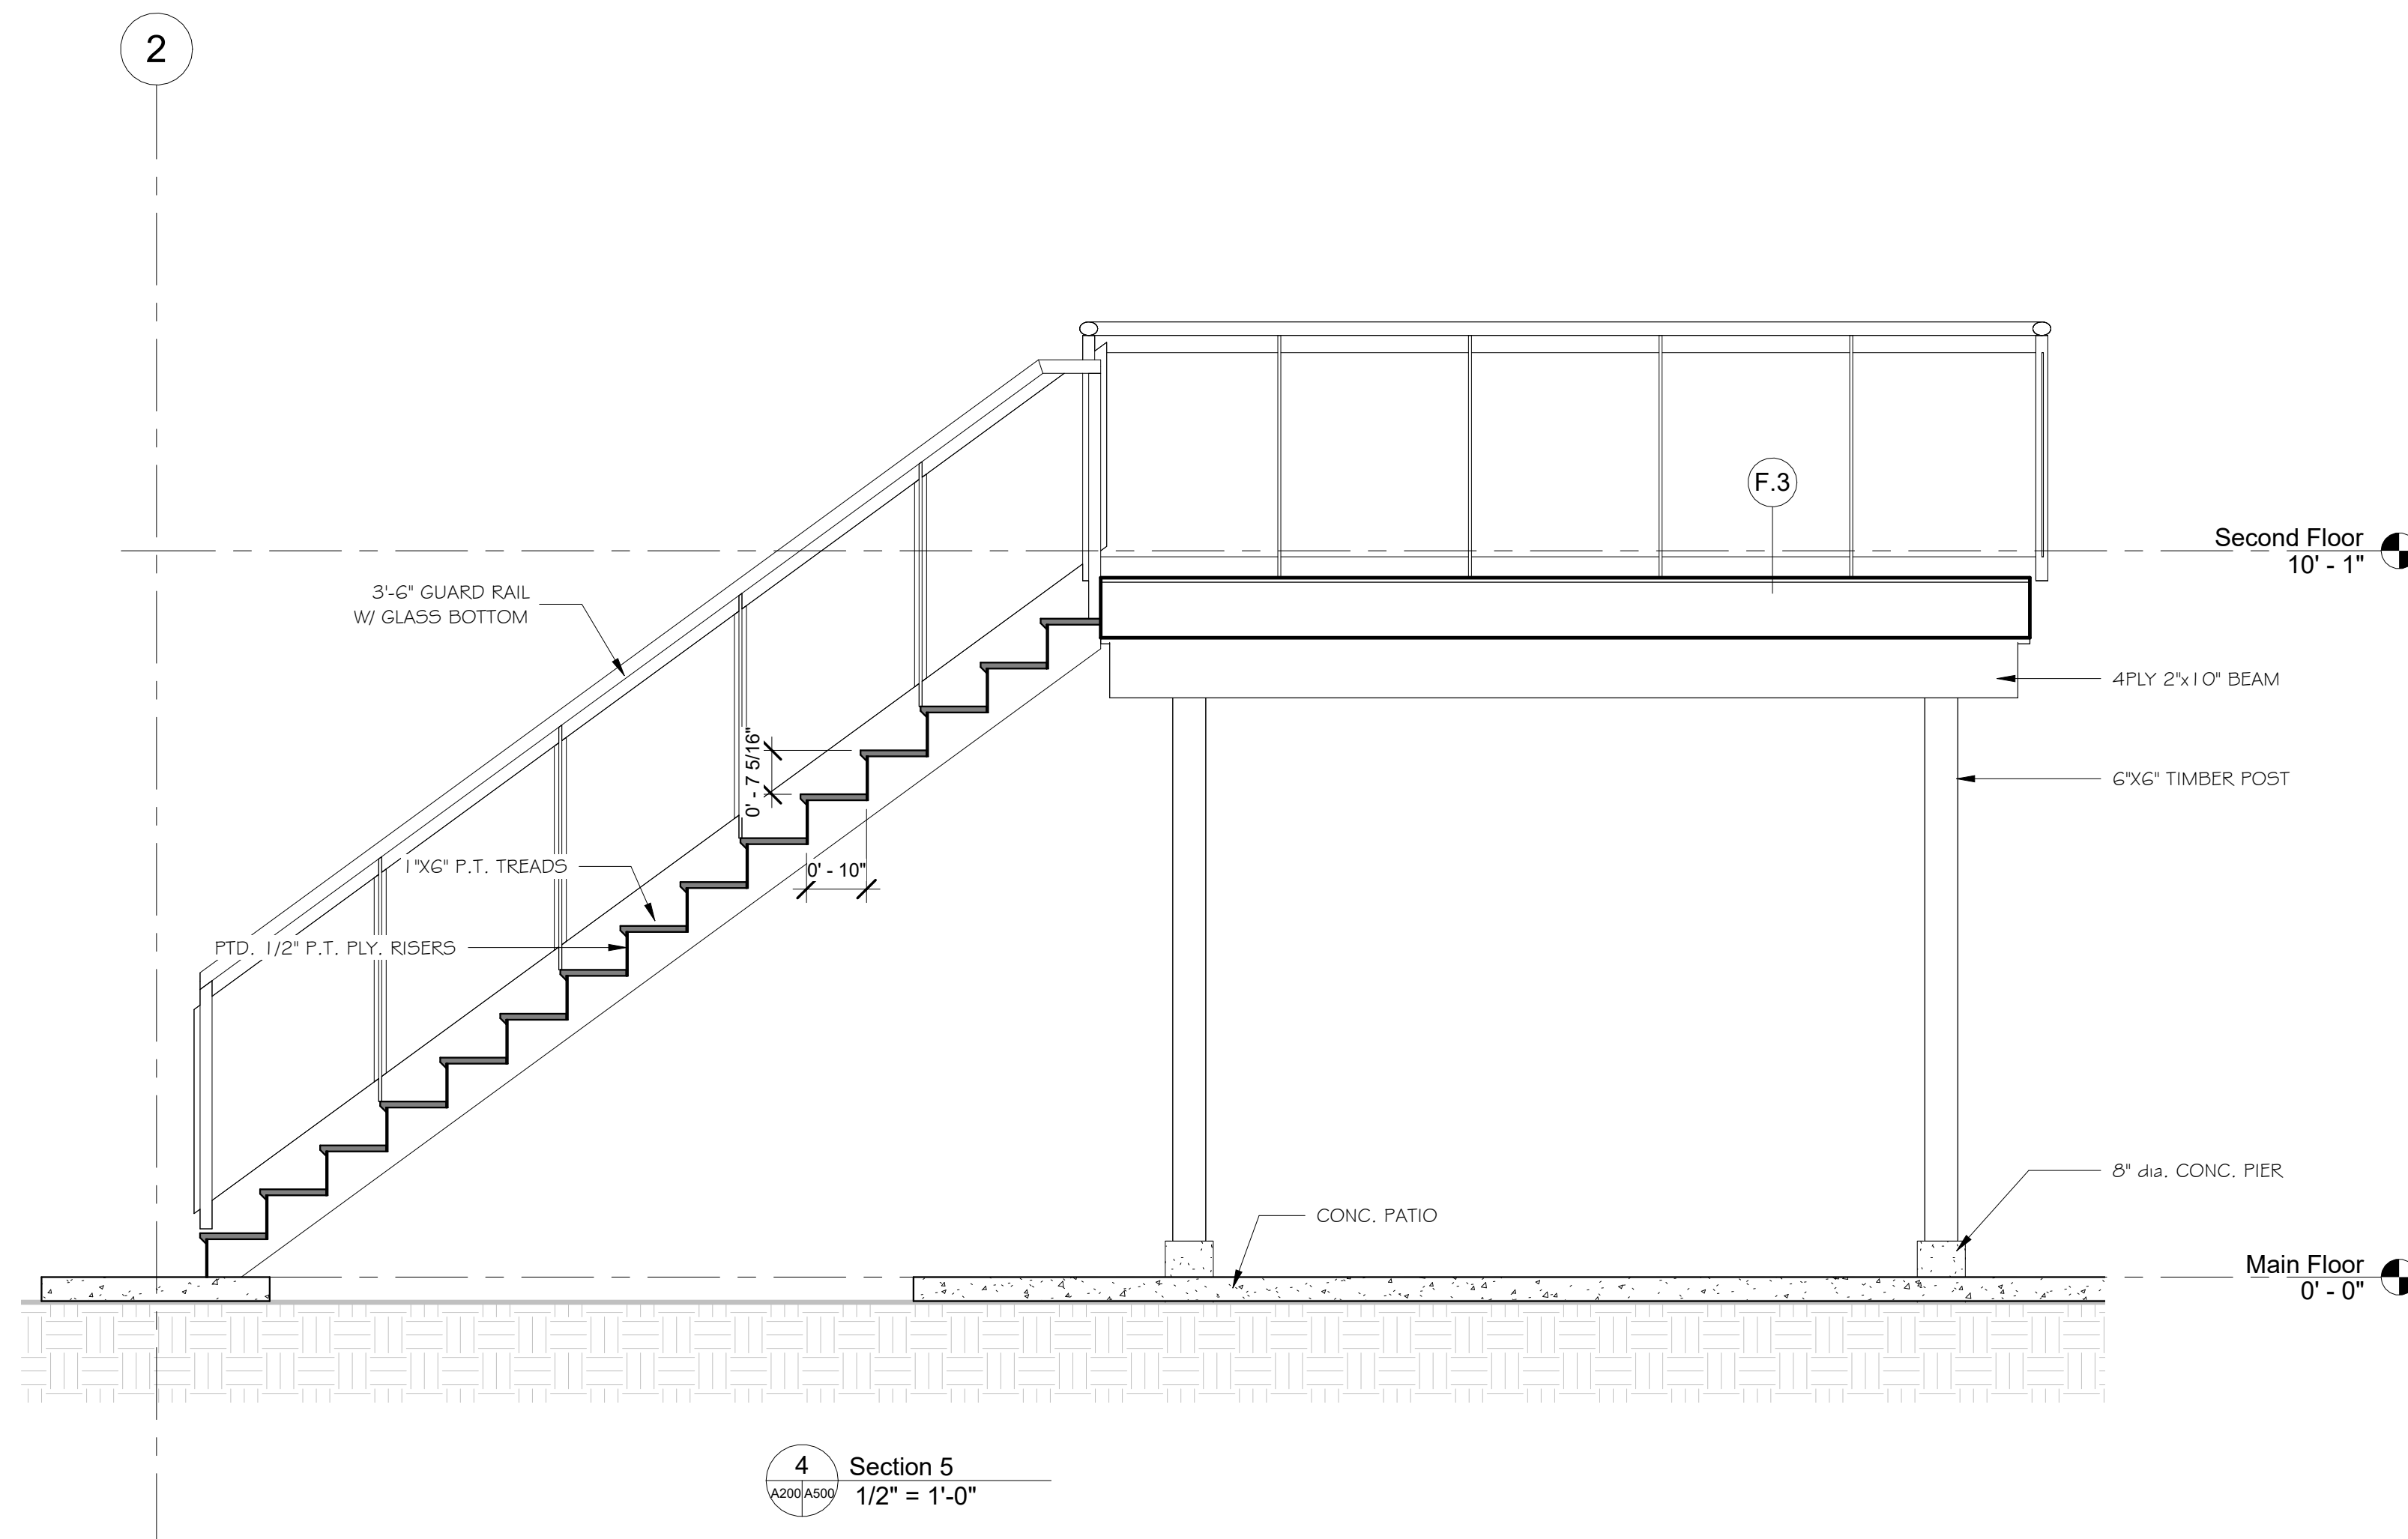 2
F.3
Second Floor
10' - 1"
3'-6" GUARD RAIL
W/ GLASS BOTTOM
4PLY 2"x10" BEAM
0' - 7 5/16"
6"X6" TIMBER POST
1"X6" P.T. TREADS
0' - 10"
PTD. 1/2" P.T. PLY. RISERS
8" dia. CONC. PIER
CONC. PATIO
Main Floor
0' - 0"
4
A200 A500
Section 5
1/2" = 1'-0"